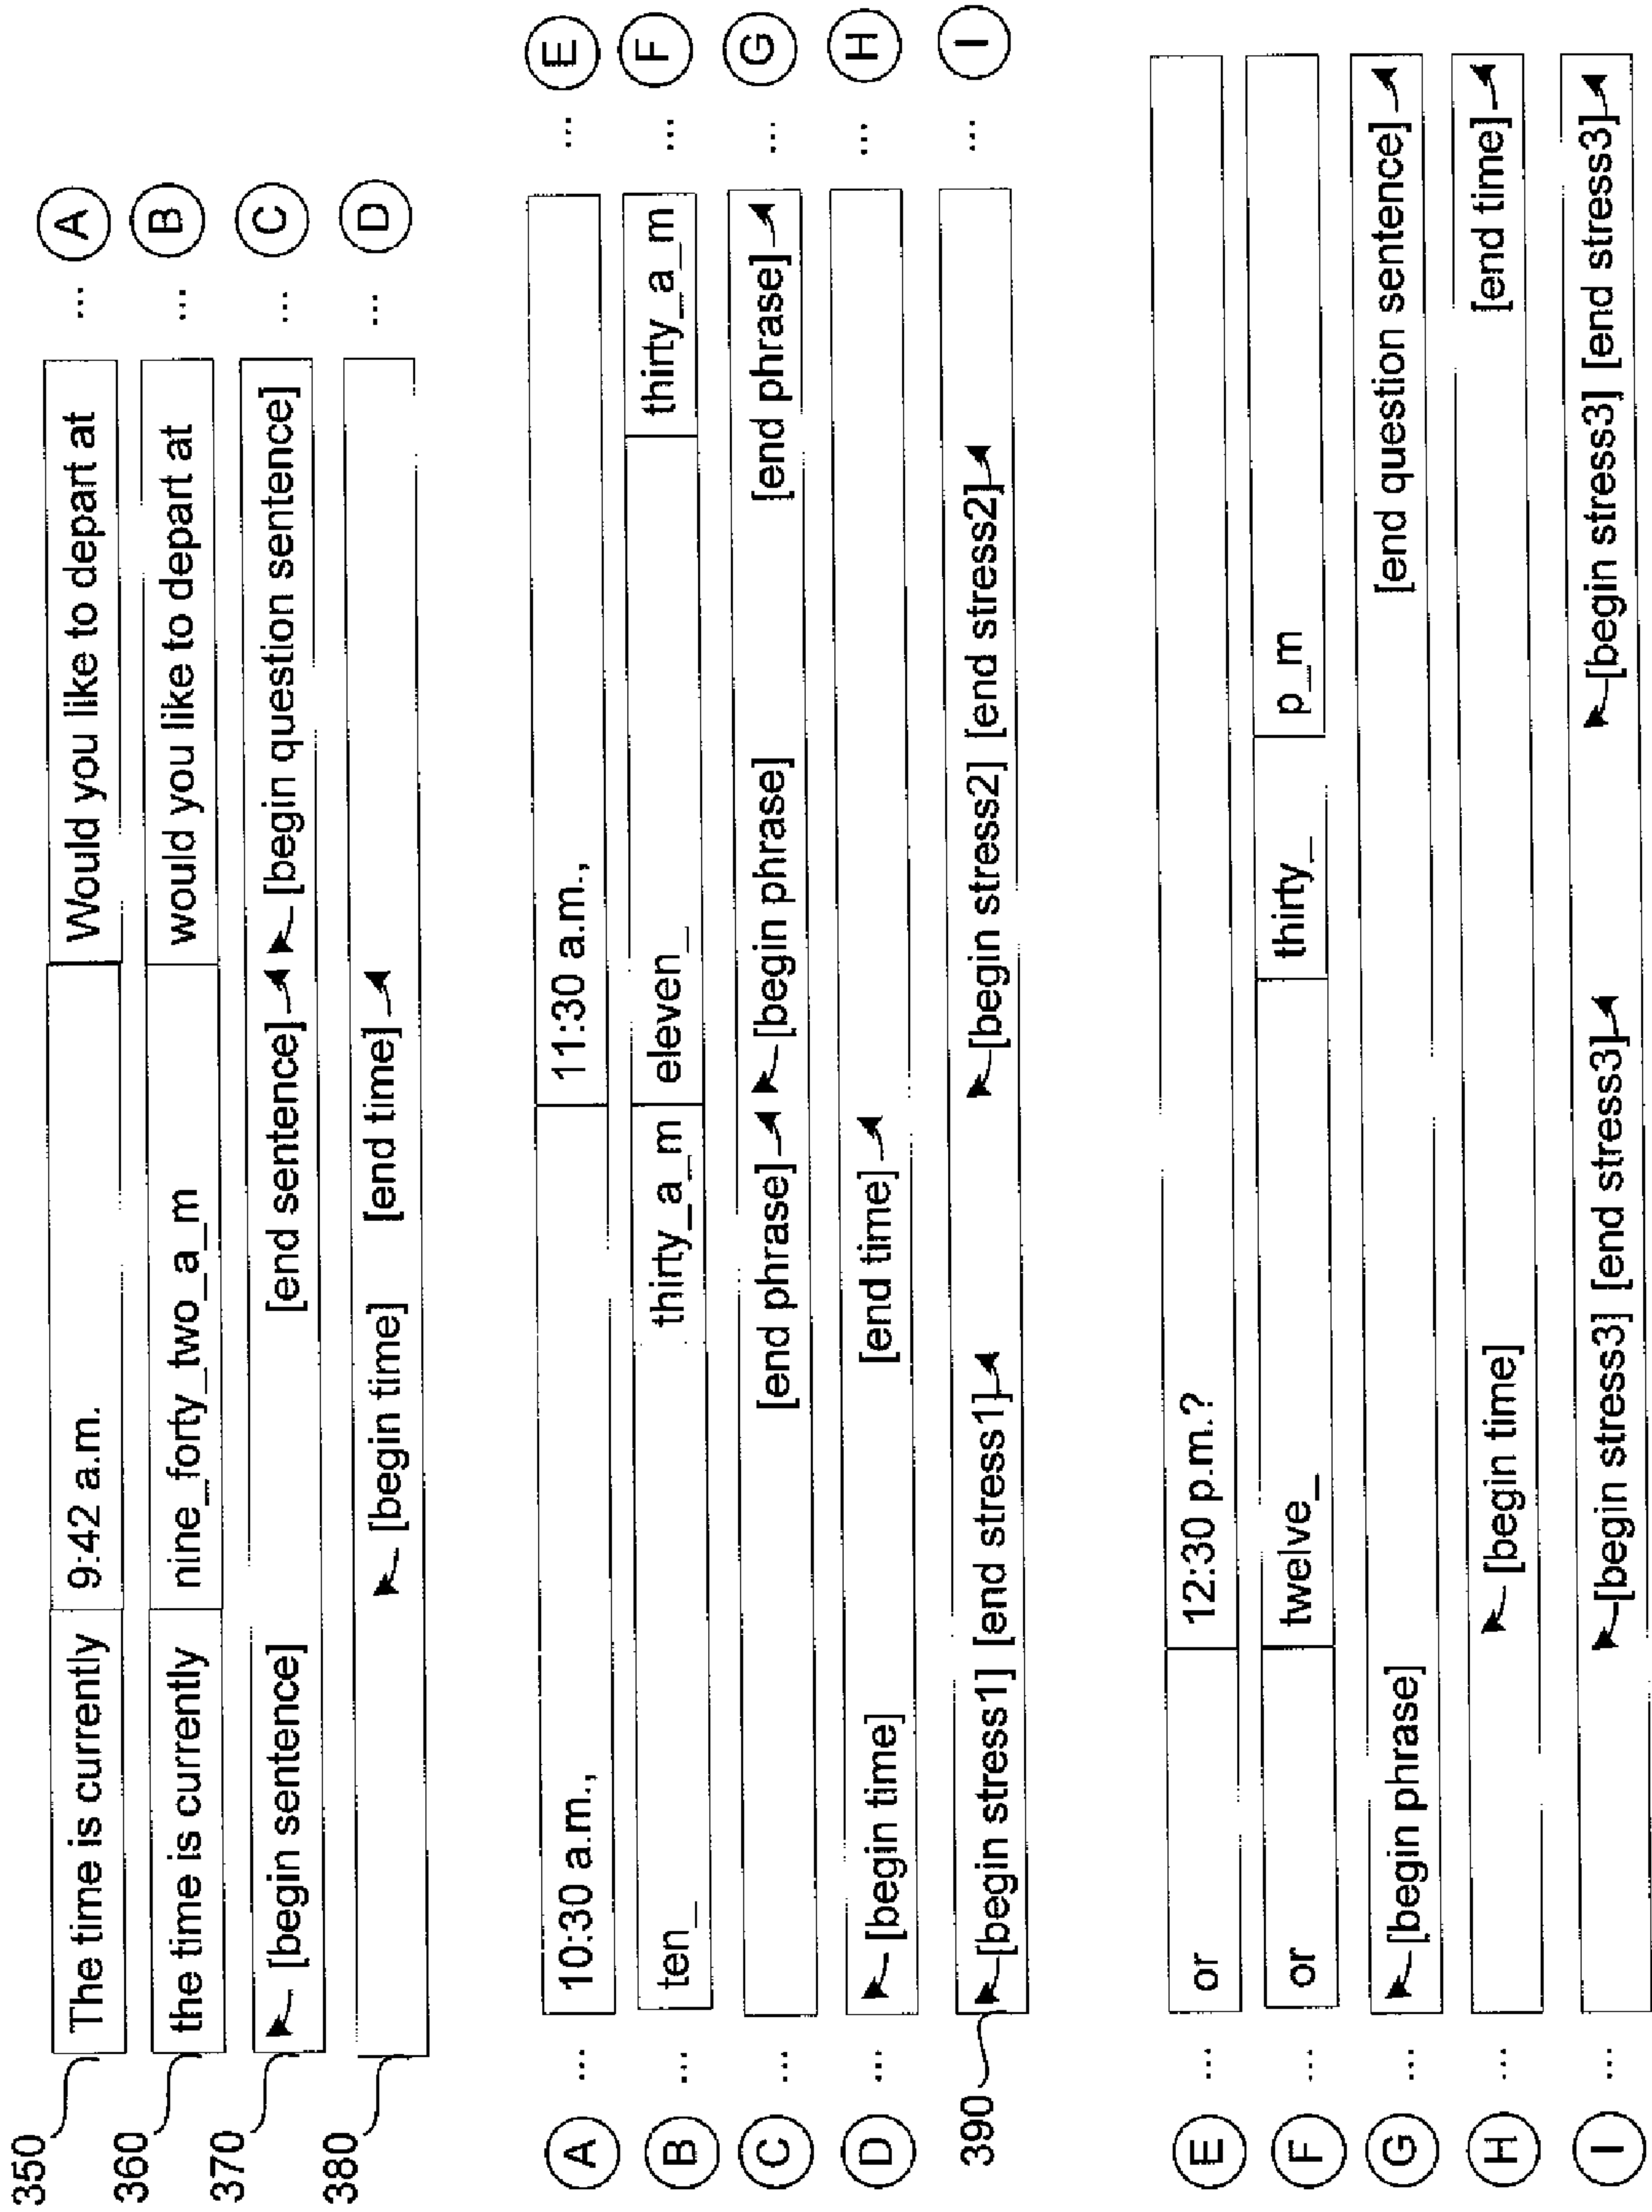 350 The time is currently 9:42 a.m. Would you like to depart at ... A
360 the time is currently nine_forty_two_a_m would you like to depart at ... B
370 [begin sentence] [end sentence] [begin question sentence] ... C
380 [begin time] [end time] ... D
A ... 10:30 a.m., 11:30 a.m., ... E
B ... ten_ thirty_a_m eleven_ thirty_a_m ... F
C ... [end phrase] [begin phrase] [end phrase] ... G
D ... [begin time] [end time] ... H
390 [begin stress1] [end stress1] [begin stress2] [end stress2] ... I
E ... or 12:30 p.m.?
F ... or twelve_ thirty_ p_m
G ... [begin phrase] [end question sentence]
H ... [begin time] [end time]
I ... [begin stress3] [end stress3] [begin stress3] [end stress3]